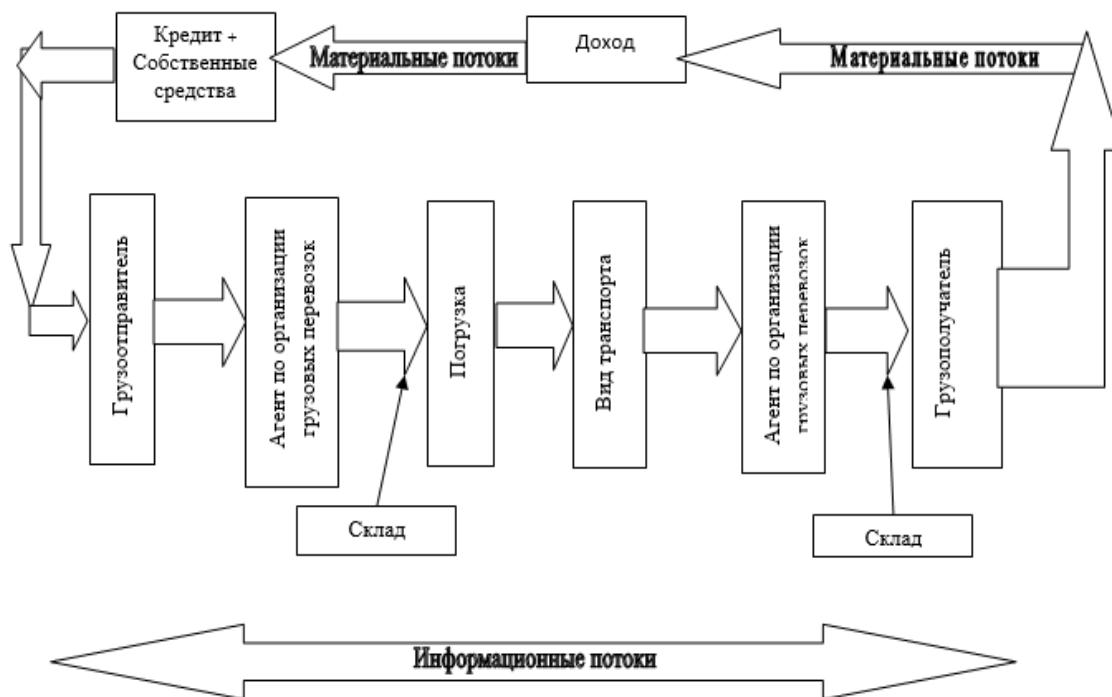 Кредит +
Собственные
средства
Материальные потоки
Доход
Материальные потоки
Грузоотправитель
Агент по организации
грузовых перевозок
Погрузка
Вид транспорта
Агент по организации
грузовых перевозок
Грузополучатель
Склад
Склад
Информационные потоки